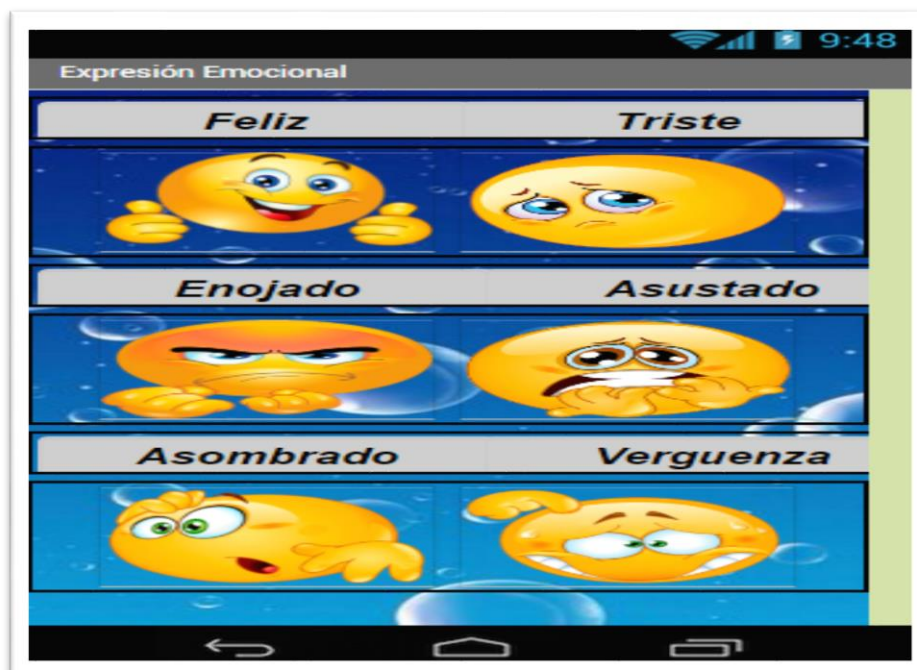 9:48
Expresión Emocional
Feliz Triste
Enojado Asustado
Asombrado Verguenza